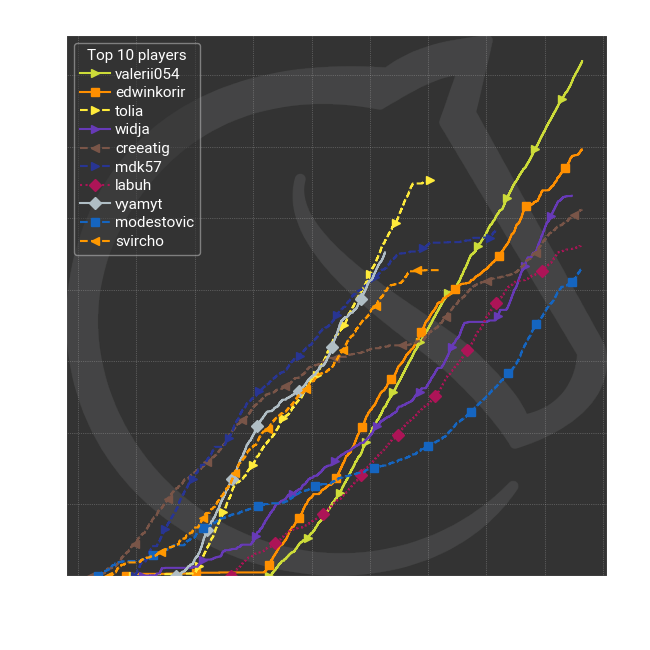 Top 10 players
valerii054
edwinkorir
tolia
widja
creeatig
mdk57
labuh
vyamyt
modestovic
svircho